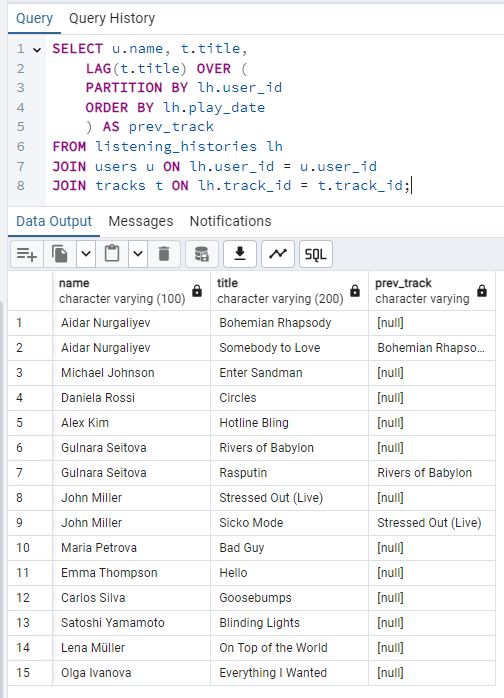 Query Query History
1 SELECT u.name, t.title,
2 LAG(t.title) OVER (
3 PARTITION BY lh.user_id
4 ORDER BY lh.play_date
5 ) AS prev_track
6 FROM listening_histories lh
7 JOIN users u ON lh.user_id = u.user_id
8 JOIN tracks t ON lh.track_id = t.track_id;
Data Output Messages Notifications
SQL
name title prev_track
character varying (100) character varying (200) character varying
1 Aidar Nurgaliyev Bohemian Rhapsody [null]
2 Aidar Nurgaliyev Somebody to Love Bohemian Rhapso...
3 Michael Johnson Enter Sandman [null]
4 Daniela Rossi Circles [null]
5 Alex Kim Hotline Bling [null]
6 Gulnara Seitova Rivers of Babylon [null]
7 Gulnara Seitova Rasputin Rivers of Babylon
8 John Miller Stressed Out (Live) [null]
9 John Miller Sicko Mode Stressed Out (Live)
10 Maria Petrova Bad Guy [null]
11 Emma Thompson Hello [null]
12 Carlos Silva Goosebumps [null]
13 Satoshi Yamamoto Blinding Lights [null]
14 Lena Müller On Top of the World [null]
15 Olga Ivanova Everything I Wanted [null]